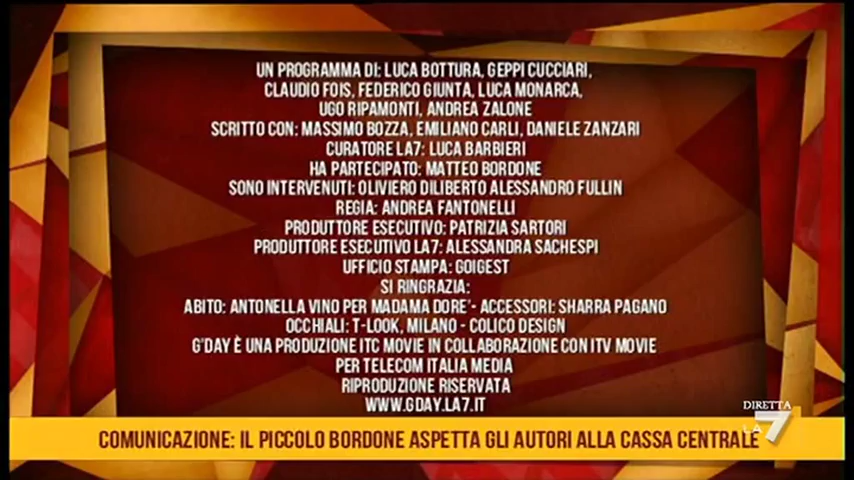 UN PROGRAMMA DI: LUCA BOTTURA, GEPPI CUCCIARI,
CLAUDIO FOIS, FEDERICO GIUNTA, LUCA MONARCA,
UGO RIPAMONTI, ANDREA ZALONE
SCRITTO CON: MASSIMO BOZZA, EMILIANO CARLI, DANIELE ZANZARI
CURATORE LA7: LUCA BARBIERI
HA PARTECIPATO: MATTEO BORDONE
SONO INTERVENUTI: OLIVIERO DILIBERTO ALESSANDRO FULLIN
REGIA: ANDREA FANTONELLI
PRODUTTORE ESECUTIVO: PATRIZIA SARTORI
PRODUTTORE ESECUTIVO LA7: ALESSANDRA SACHESPI
UFFICIO STAMPA: GOIGEST
SI RINGRAZIA:
ABITO: ANTONELLA VINO PER MADAMA DORE'- ACCESSORI: SHARRA PAGANO
OCCHIALI: T-LOOK, MILANO - COLICO DESIGN
G'DAY È UNA PRODUZIONE ITC MOVIE IN COLLABORAZIONE CON ITV MOVIE
PER TELECOM ITALIA MEDIA
RIPRODUZIONE RISERVATA
WWW.GDAY.LA7.IT
DIRETTA
LA7
COMUNICAZIONE: IL PICCOLO BORDONE ASPETTA GLI AUTORI ALLA CASSA CENTRALE